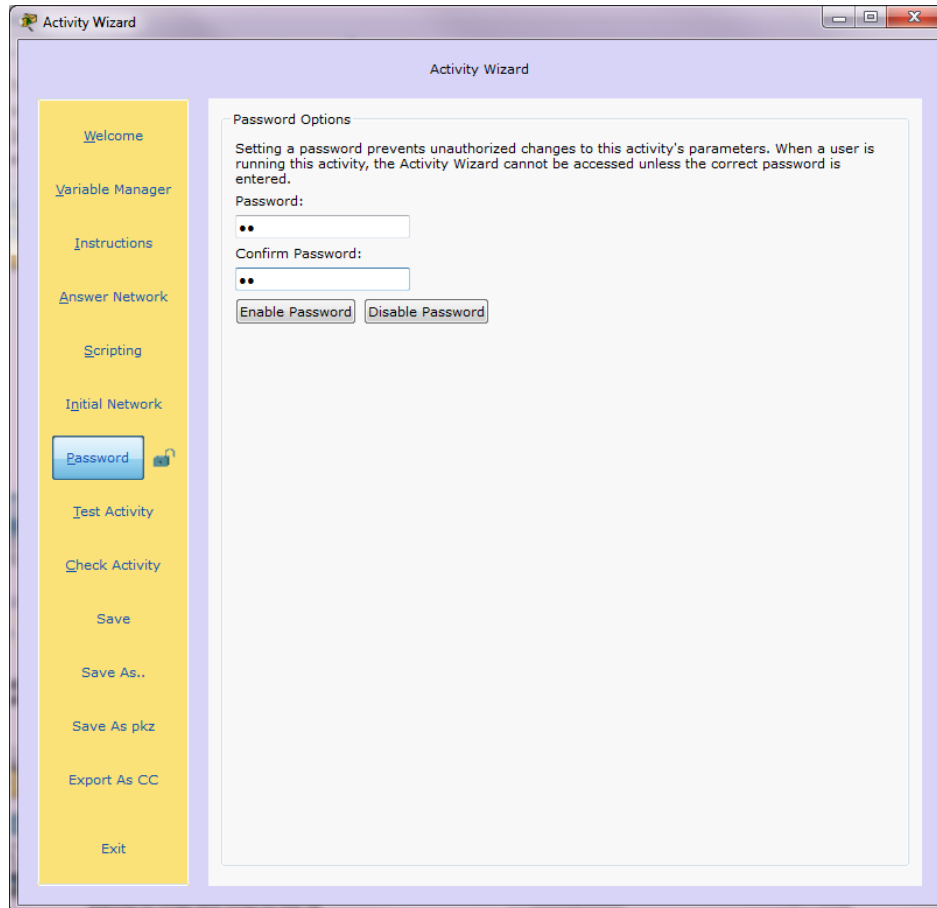 Activity Wizard
Activity Wizard
Welcome
Variable Manager
Instructions
Answer Network
Scripting
Initial Network
Password
Test Activity
Check Activity
Save
Save As..
Save As pkz
Export As CC
Exit
Password Options
Setting a password prevents unauthorized changes to this activity's parameters. When a user is
running this activity, the Activity Wizard cannot be accessed unless the correct password is
entered.
Password:
••
Confirm Password:
••
Enable Password Disable Password